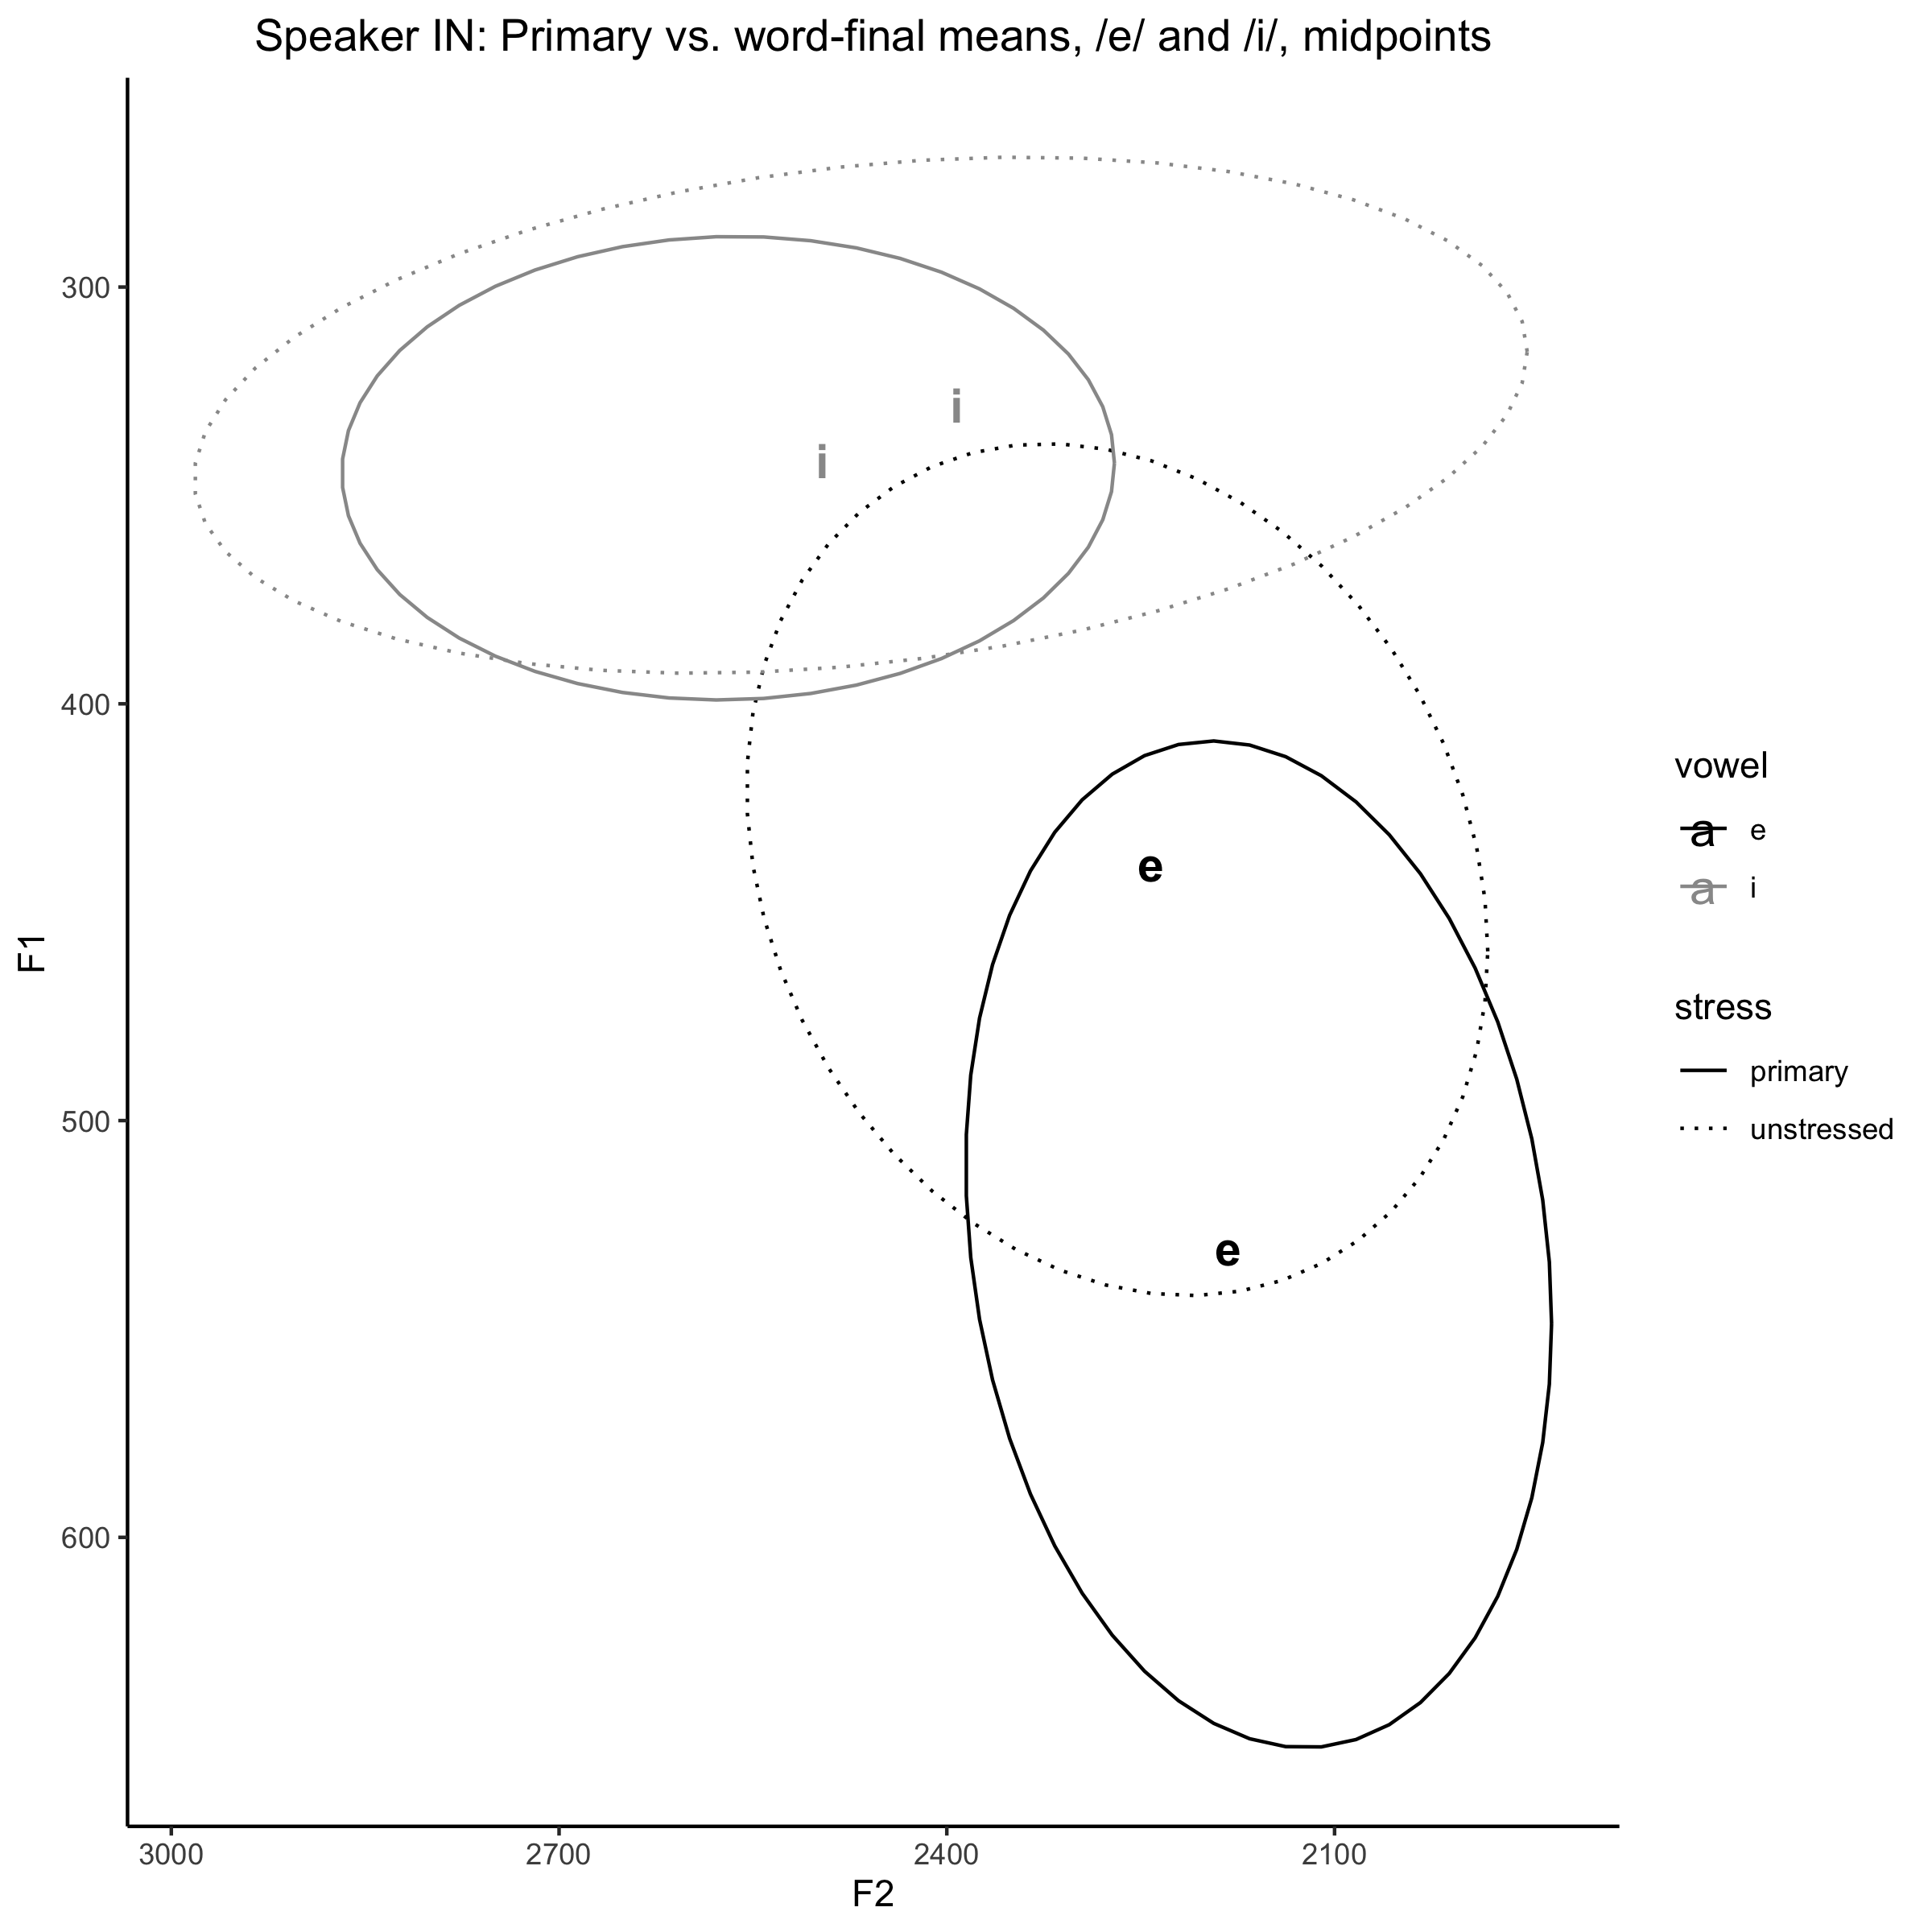 Speaker IN: Primary vs. word-final means, /e/ and /i/, midpoints
300
400
500
600
F1
i
i
e
e
3000
2700
2400
2100
F2
vowel
a e
a i
stress
primary
unstressed